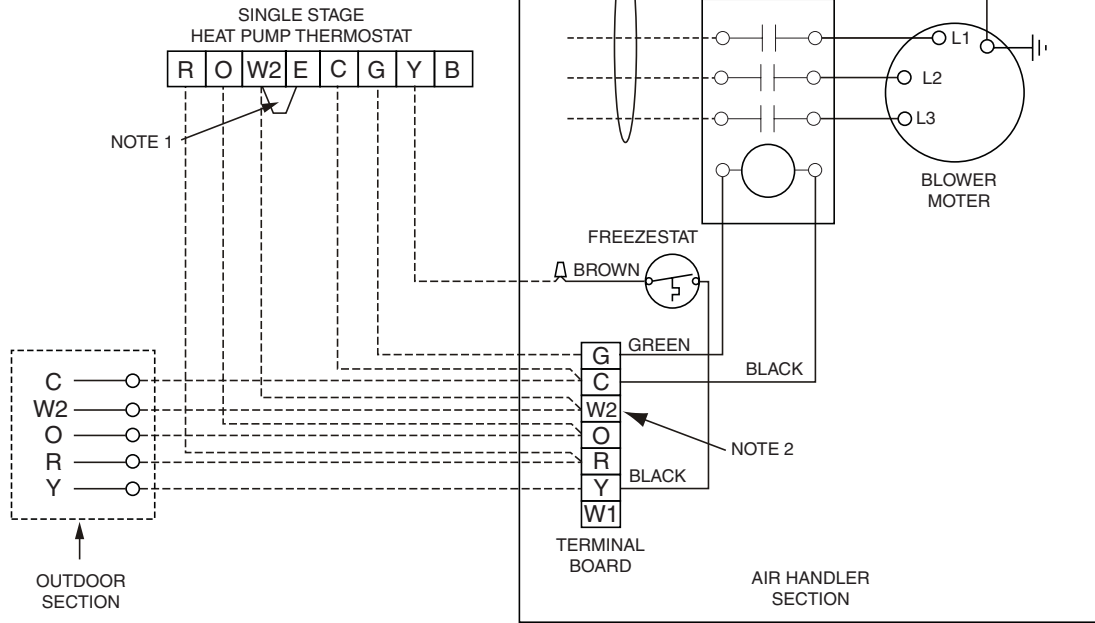 SINGLE STAGE
HEAT PUMP THERMOSTAT
R O W2 E C G Y B
NOTE 1
L1
L2
L3
BLOWER
MOTER
FREEZESTAT
BROWN
G GREEN
C BLACK
W2
O
R
Y BLACK
W1
NOTE 2
TERMINAL
BOARD
C
W2
O
R
Y
OUTDOOR
SECTION
AIR HANDLER
SECTION